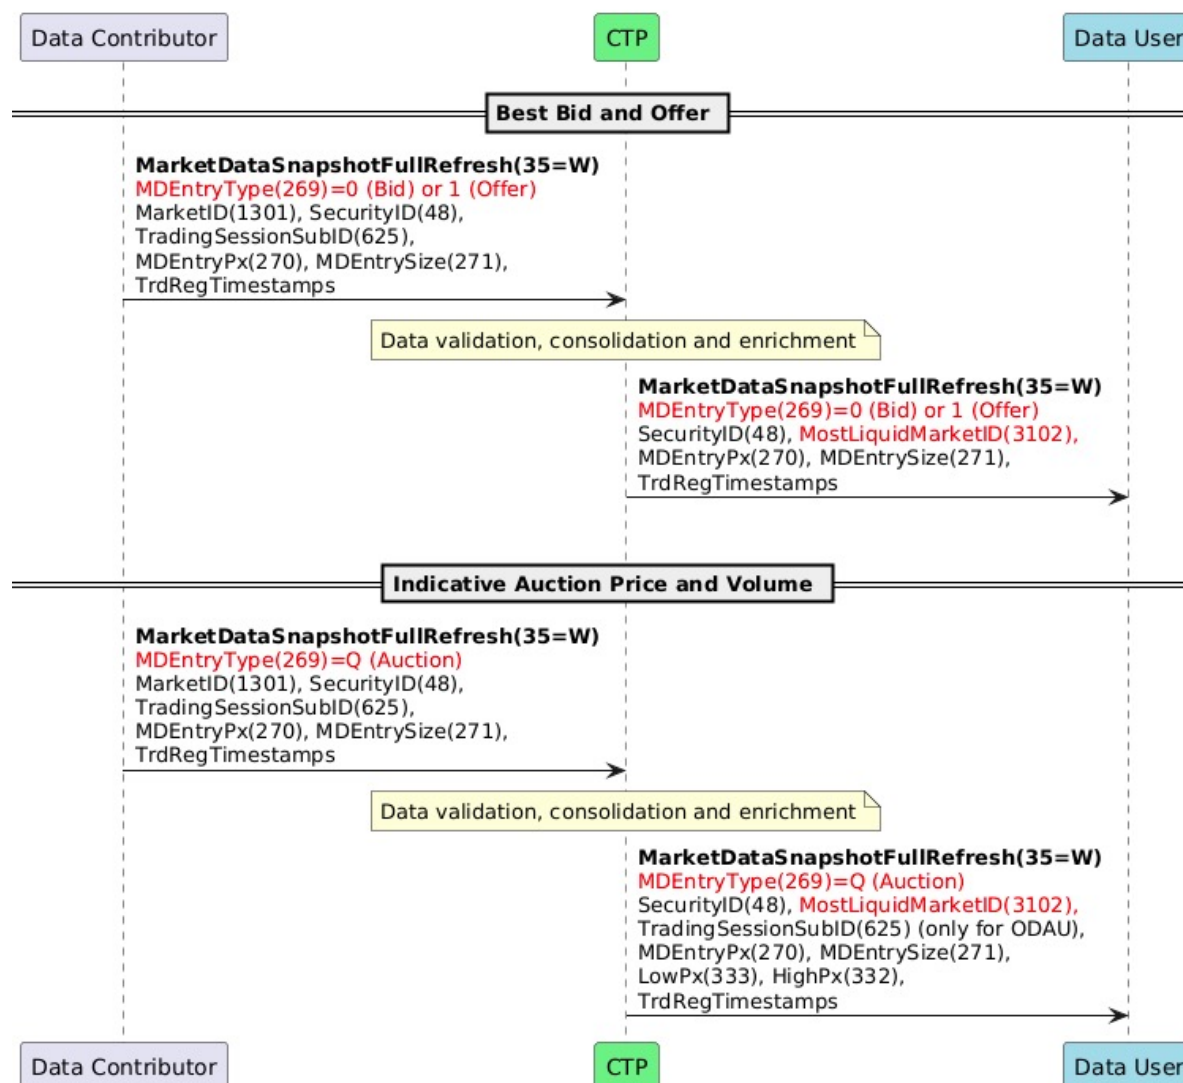 Data Contributor
CTP
Data User
Best Bid and Offer
MarketDataSnapshotFullRefresh(35=W)
MDEntryType(269)=0 (Bid) or 1 (Offer)
MarketID(1301), SecurityID(48),
TradingSessionSubID(625),
MDEntryPx(270), MDEntrySize(271),
TrdRegTimestamps
Data validation, consolidation and enrichment
MarketDataSnapshotFullRefresh(35=W)
MDEntryType(269)=0 (Bid) or 1 (Offer)
SecurityID(48), MostLiquidMarketID(3102),
MDEntryPx(270), MDEntrySize(271),
TrdRegTimestamps
Indicative Auction Price and Volume
MarketDataSnapshotFullRefresh(35=W)
MDEntryType(269)=Q (Auction)
MarketID(1301), SecurityID(48),
TradingSessionSubID(625),
MDEntryPx(270), MDEntrySize(271),
TrdRegTimestamps
Data validation, consolidation and enrichment
MarketDataSnapshotFullRefresh(35=W)
MDEntryType(269)=Q (Auction)
SecurityID(48), MostLiquidMarketID(3102),
TradingSessionSubID(625) (only for ODAU),
MDEntryPx(270), MDEntrySize(271),
LowPx(333), HighPx(332),
TrdRegTimestamps
Data Contributor
CTP
Data User